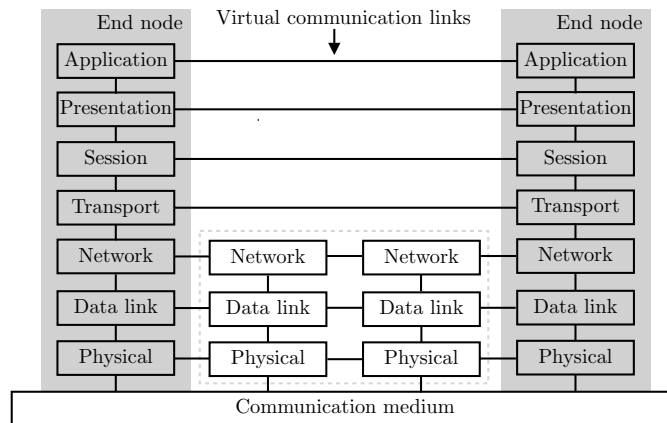 End node
Virtual communication links
End node
Application
Application
Presentation
Presentation
Session
Session
Transport
Transport
Network
Network
Network
Network
Data link
Data link
Data link
Data link
Physical
Physical
Physical
Physical
Communication medium